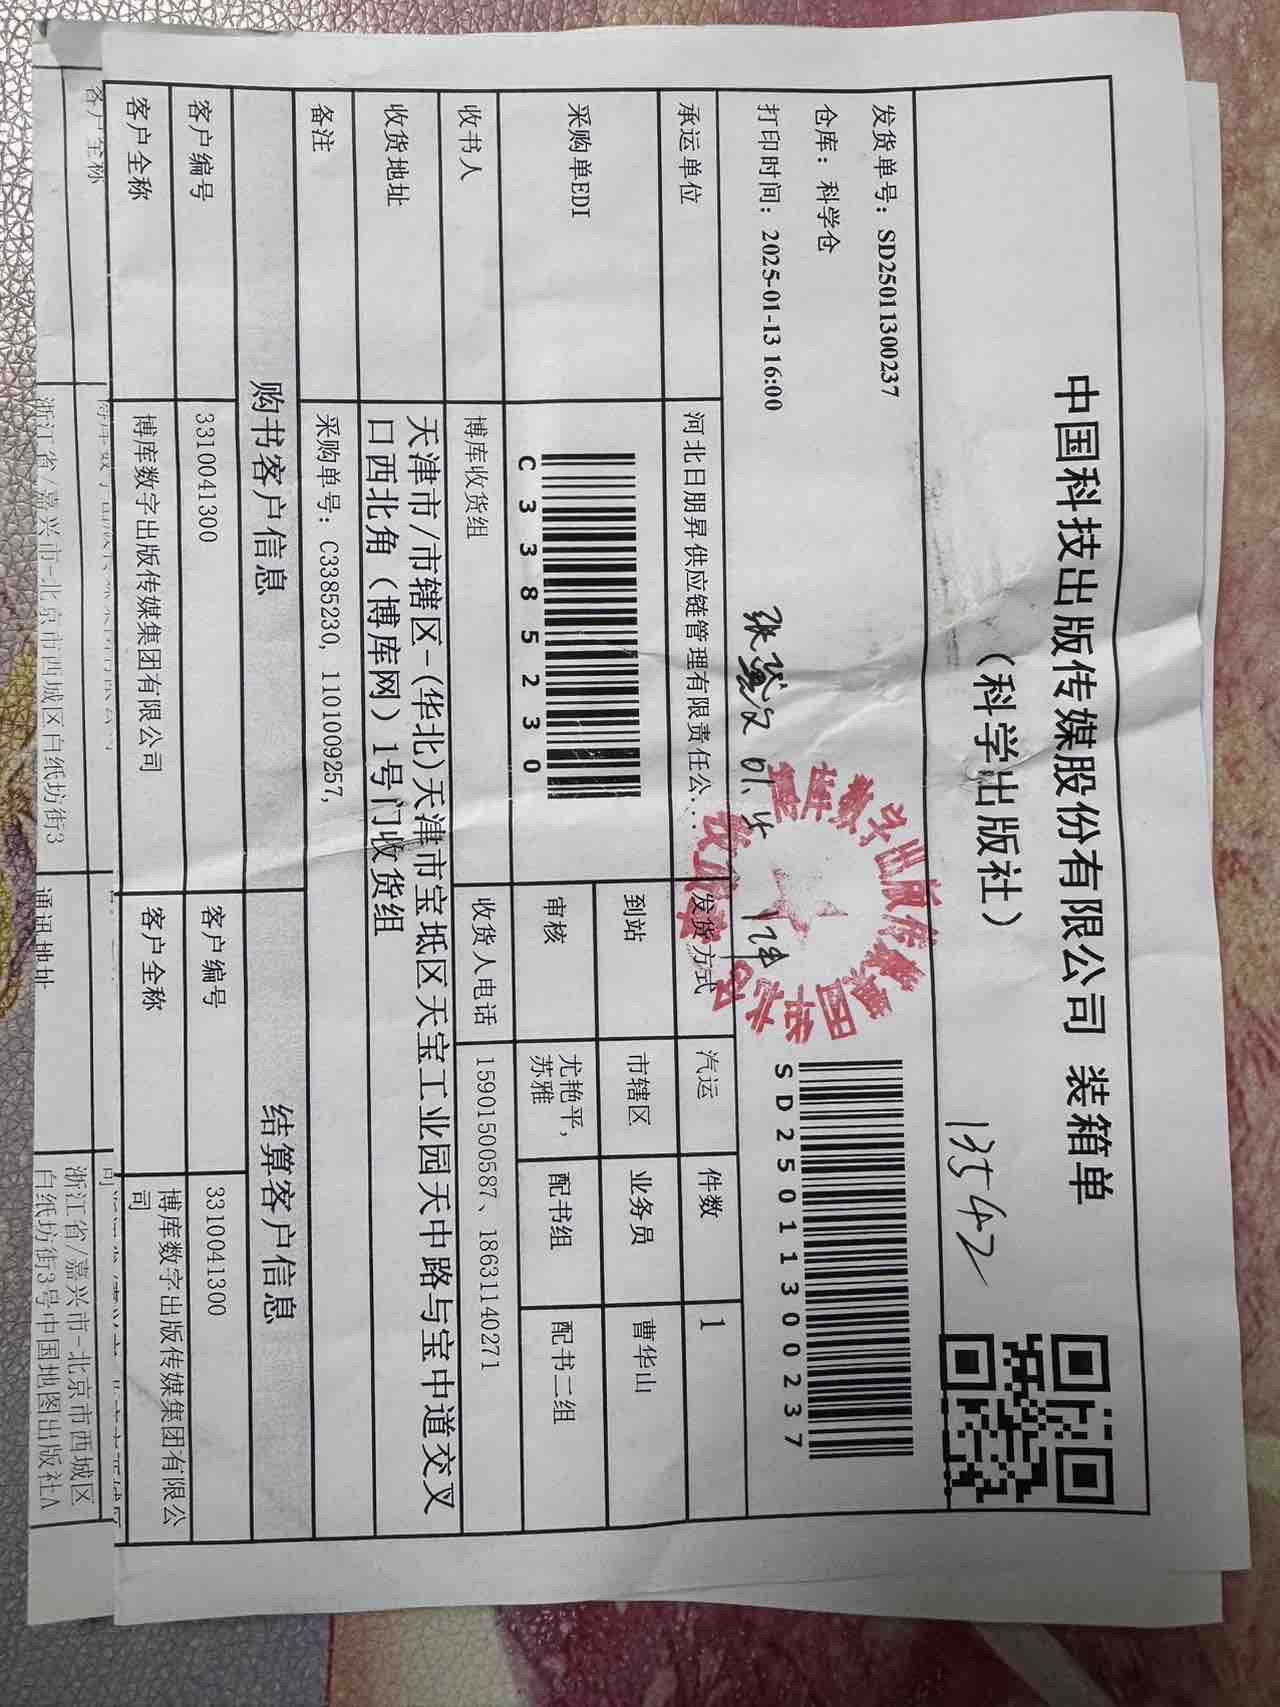 中国科技出版传媒股份有限公司 装箱单
（科学出版社）
13542
发货单号：SD25011300237
仓库：科学仓
打印时间：2025-01-13 16:00
SD25011300237
1件
承运单位 河北日朋昇供应链管理有限责任公... 发货方式 汽运 件数 1
采购单EDI C3385230 到站 市辖区 业务员 曹华山
审核 尤艳平, 苏雅 配书组 配书二组
收书人 博库收货组 收货人电话 15901500587、18631140271
收货地址 天津市/市辖区-(华北)天津市宝坻区天宝工业园天中路与宝中道交叉
口西北角（博库网）1号门收货组
备注 采购单号：C3385230, 1101009257,
购书客户信息 结算客户信息
客户编号 3310041300 客户编号 3310041300
客户全称 博库数字出版传媒集团有限公司 客户全称 博库数字出版传媒集团有限公
司
客户全称
浙江省/嘉兴市-北京市西城区白纸坊街3 通讯地址 浙江省/嘉兴市-北京市西城区
白纸坊街3号中国地图出版社A